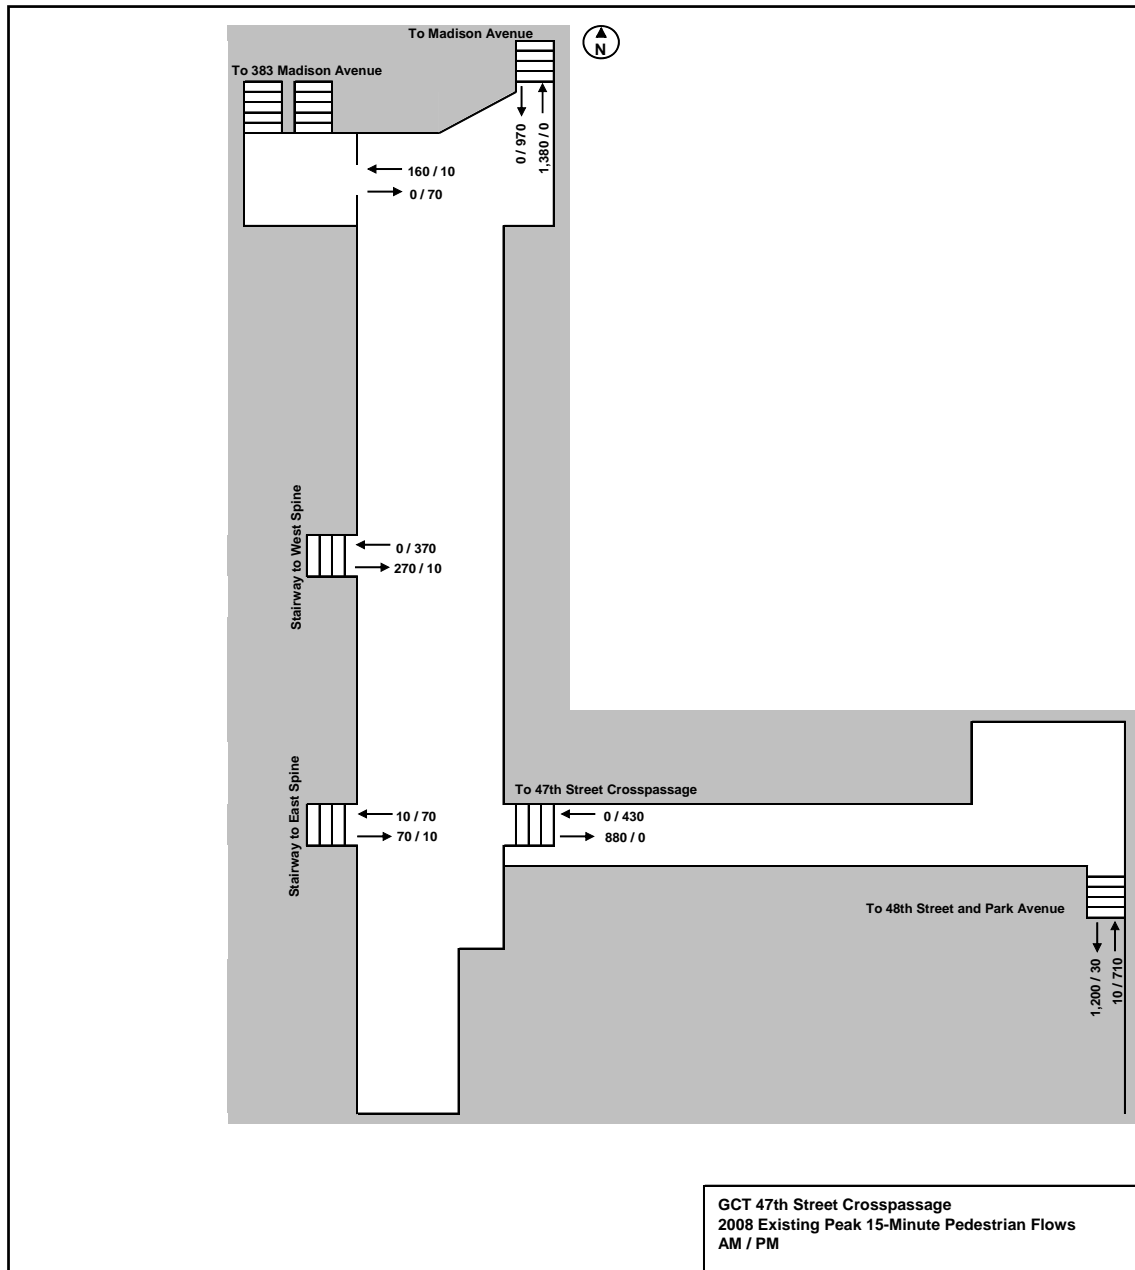 To Madison Avenue
N
To 383 Madison Avenue
0 / 970
1,380 / 0
160 / 10
0 / 70
Stairway to West Spine
0 / 370
270 / 10
Stairway to East Spine
To 47th Street Crosspassage
10 / 70
70 / 10
0 / 430
880 / 0
To 48th Street and Park Avenue
1,200 / 30
10 / 710
GCT 47th Street Crosspassage
2008 Existing Peak 15-Minute Pedestrian Flows
AM / PM